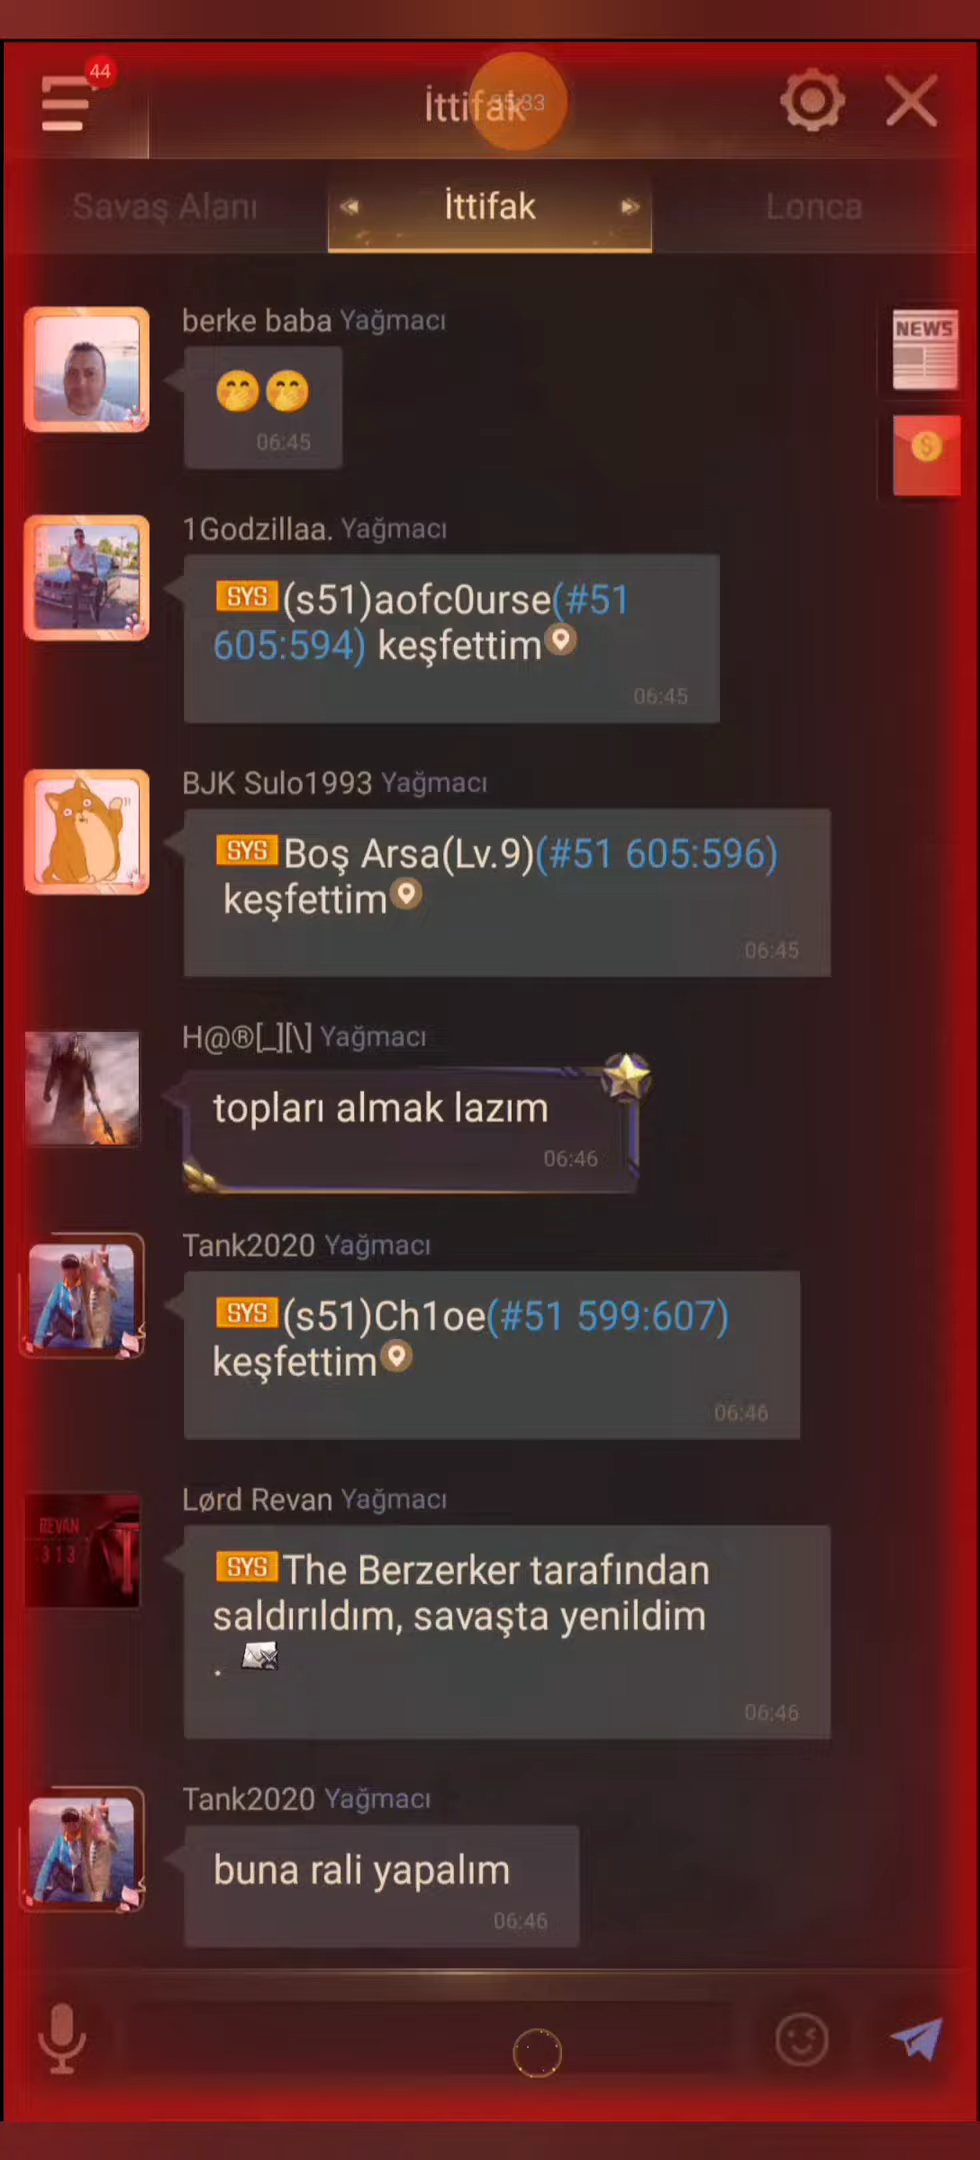 44
İttifak
35:33
Savaş Alanı
İttifak
Lonca
berke baba Yağmacı
NEWS
06:45
1Godzillaa. Yağmacı
SYS (s51)aofc0urse(#51
605:594) keşfettim
06:45
BJK Sulo1993 Yağmacı
SYS Boş Arsa(Lv.9)(#51 605:596)
keşfettim
06:45
H@®[_][\] Yağmacı
topları almak lazım
06:46
Tank2020 Yağmacı
SYS (s51)Ch1oe(#51 599:607)
keşfettim
06:46
Lørd Revan Yağmacı
REVAN
313
SYS The Berzerker tarafından
saldırıldım, savaşta yenildim
.
06:46
Tank2020 Yağmacı
buna rali yapalım
06:46